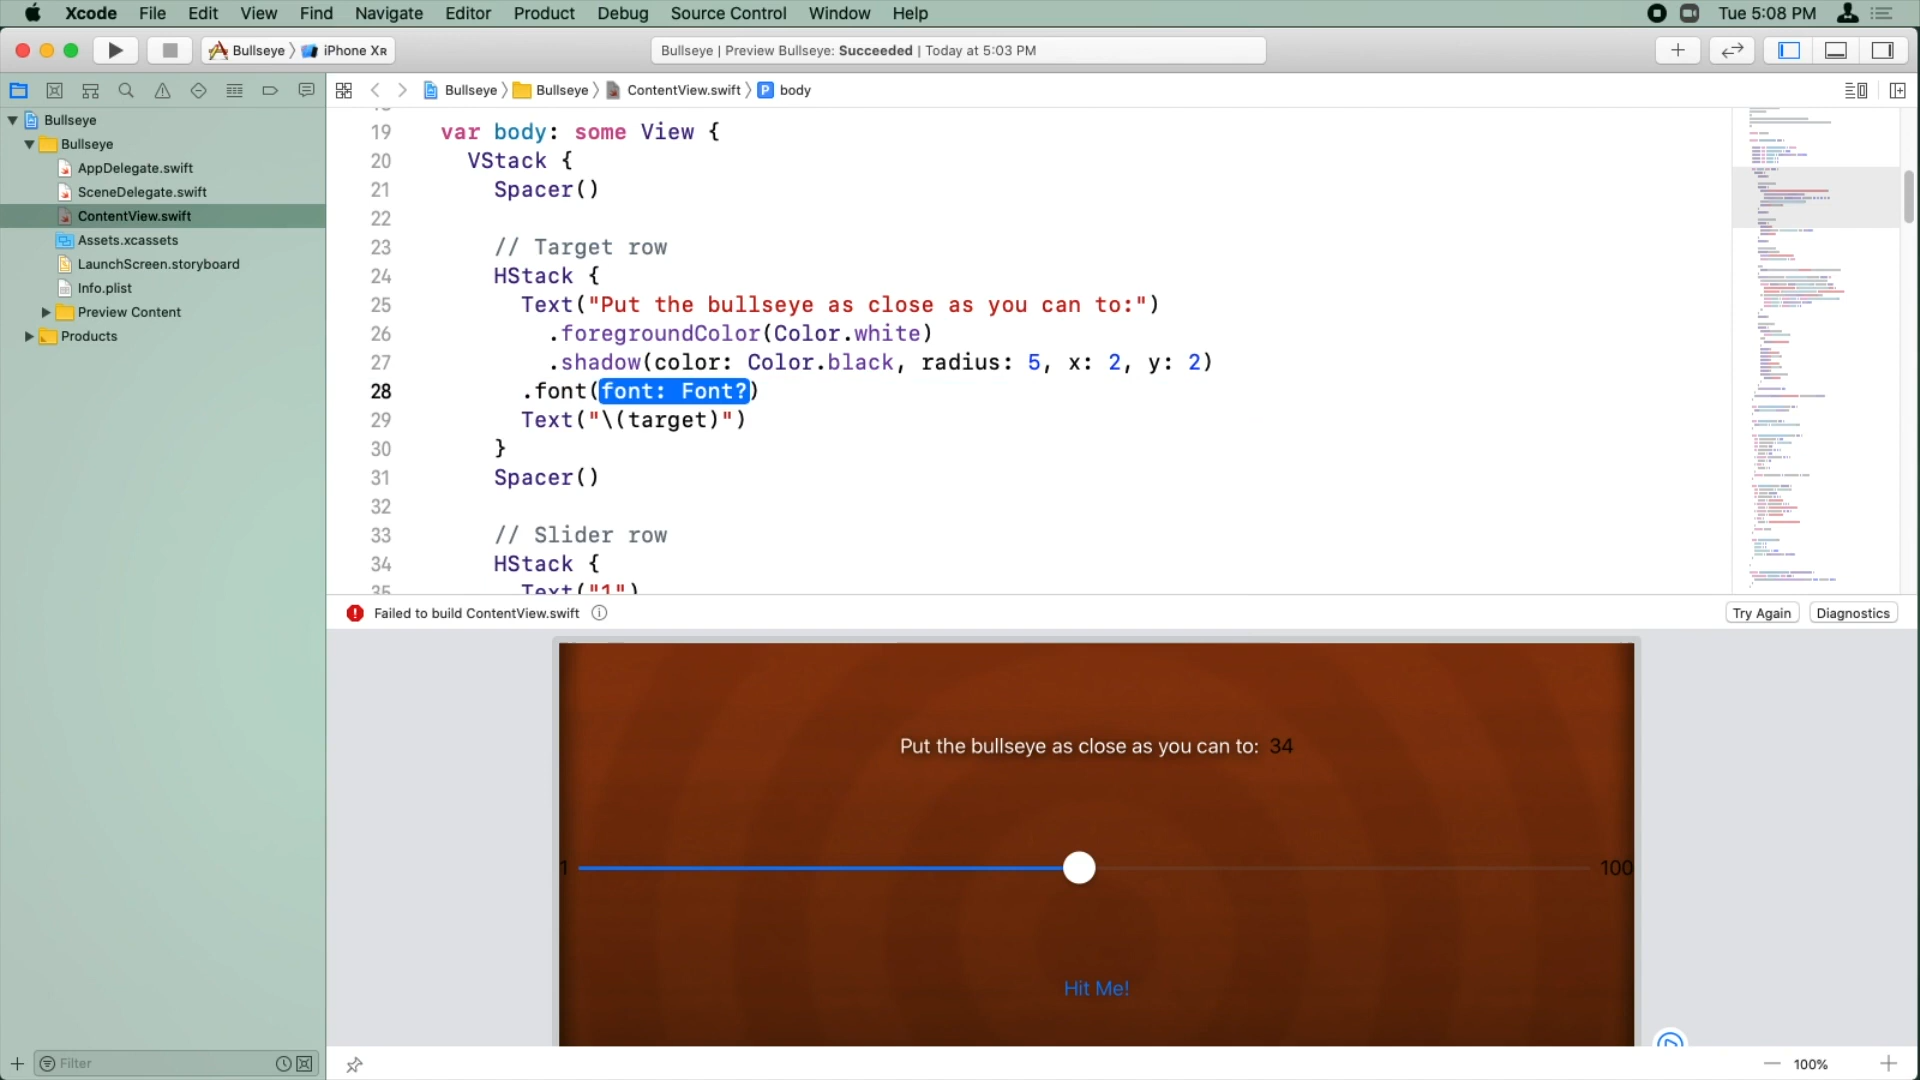 Xcode File Edit View Find Navigate Editor Product Debug Source Control Window Help Tue 5:08 PM
Bullseye iPhone XR
Bullseye | Preview Bullseye: Succeeded | Today at 5:03 PM
Bullseye Bullseye ContentView.swift P body
Bullseye
Bullseye
AppDelegate.swift
SceneDelegate.swift
ContentView.swift
Assets.xcassets
LaunchScreen.storyboard
Info.plist
Preview Content
Products
Filter
19 var body: some View {
20 VStack {
21 Spacer()
22
23 // Target row
24 HStack {
25 Text("Put the bullseye as close as you can to:")
26 .foregroundColor(Color.white)
27 .shadow(color: Color.black, radius: 5, x: 2, y: 2)
28 .font(font: Font?)
29 Text("\(target)")
30 }
31 Spacer()
32
33 // Slider row
34 HStack {
35 Text("1")
Failed to build ContentView.swift Try Again Diagnostics
Put the bullseye as close as you can to: 34
1 100
Hit Me!
100%